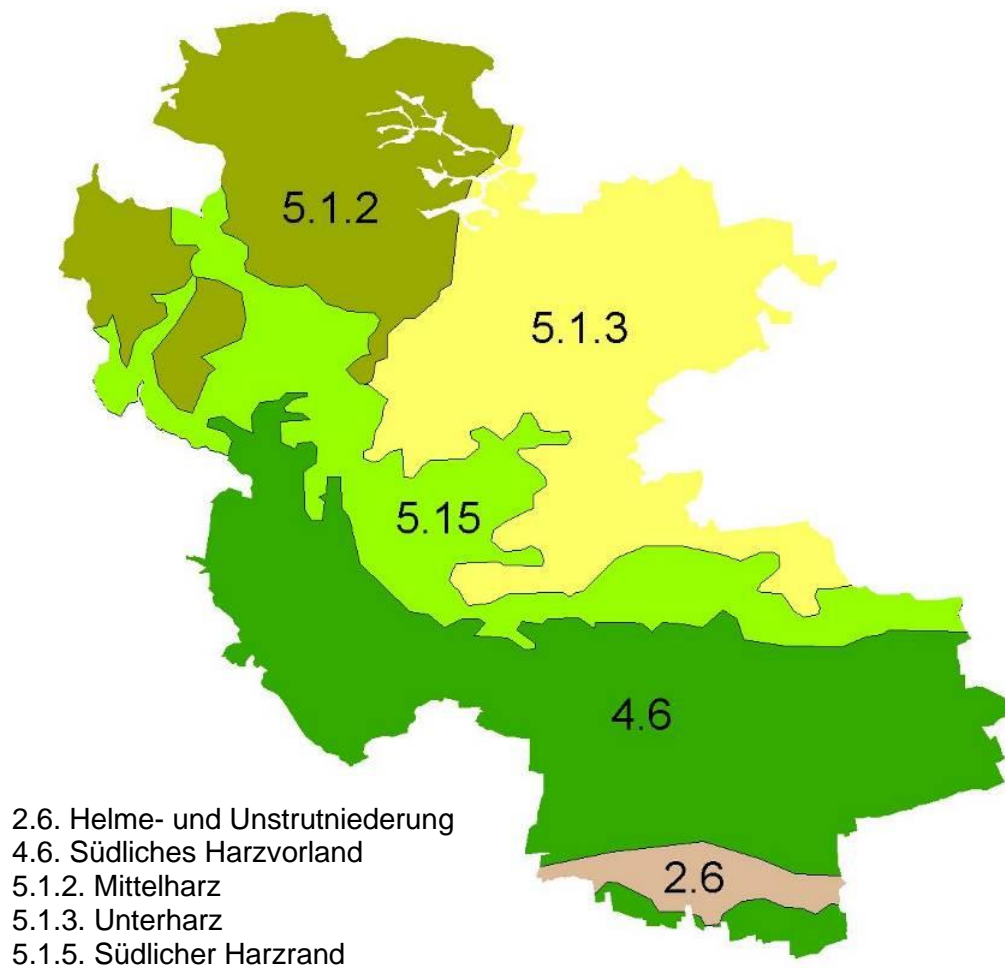 5.1.2
5.1.3
5.15
4.6
2.6
2.6. Helme- und Unstrutniederung
4.6. Südliches Harzvorland
5.1.2. Mittelharz
5.1.3. Unterharz
5.1.5. Südlicher Harzrand